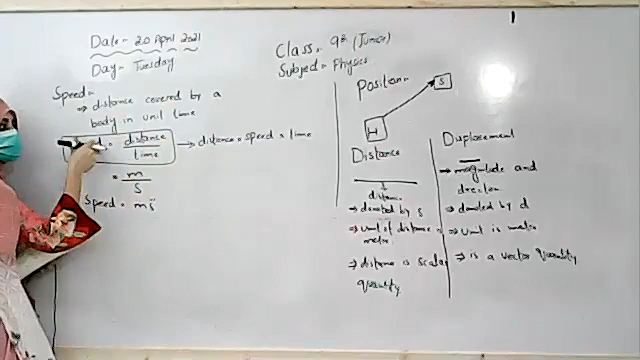 Date = 20 April 2021
Day = Tuesday
Class = 9th (Junior)
Subject = Physics
Speed =
⇒ distance covered by a
body in unit time
d = distance / time → distance = speed × time
= m / s
Speed = ms
Position =
S
H
Distance
distance
⇒ denoted by S
⇒ unit of distance is
meter
⇒ distance is scalar
quantity
Displacement
→ magnitude and
direction
⇒ denoted by d
⇒ unit is meter
⇒ is a vector quantity